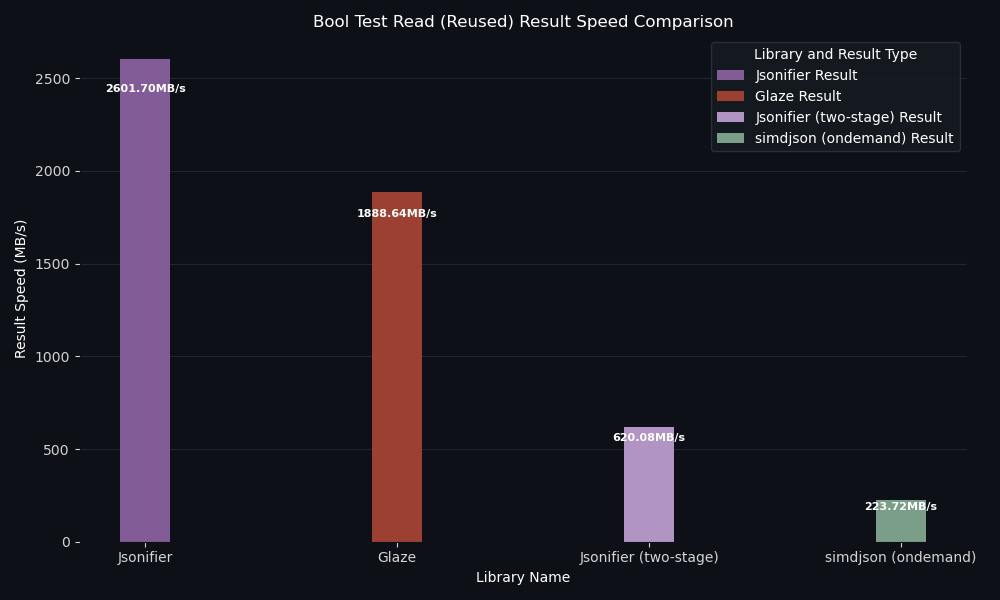 Bool Test Read (Reused) Result Speed Comparison
Library and Result Type
Jsonifier Result
Glaze Result
Jsonifier (two-stage) Result
simdjson (ondemand) Result
Result Speed (MB/s)
2500
2000
1500
1000
500
0
2601.70MB/s
1888.64MB/s
620.08MB/s
223.72MB/s
Jsonifier
Glaze
Jsonifier (two-stage)
simdjson (ondemand)
Library Name